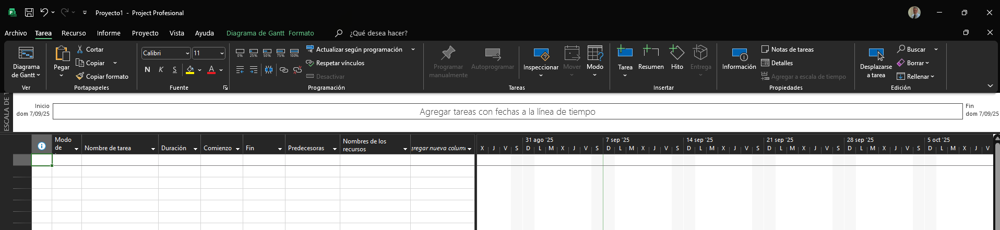 Proyecto1 - Project Profesional
Archivo Tarea Recurso Informe Proyecto Vista Ayuda Diagrama de Gantt Formato ¿Qué desea hacer?
Diagrama
de Gantt
Ver
Pegar
Cortar
Copiar
Copiar formato
Portapapeles
Calibri 11
N K S A
Fuente
0% 25% 50% 75% 100%
Actualizar según programación
Respetar vínculos
Desactivar
Programación
Programar
manualmente
Autoprogramar
Inspeccionar
Mover
Modo
Tareas
Tarea
Resumen
Hito
Entrega
Insertar
Información
Notas de tareas
Detalles
Agregar a escala de tiempo
Propiedades
Desplazarse
a tarea
Buscar
Borrar
Rellenar
Edición
ESCALA DE T
Inicio
dom 7/09/25
Agregar tareas con fechas a la línea de tiempo
Fin
dom 7/09/25
Modo
de
Nombre de tarea
Duración
Comienzo
Fin
Predecesoras
Nombres de los
recursos
regar nueva colum
31 ago '25 7 sep '25 14 sep '25 21 sep '25 28 sep '25 5 oct '25
X J V S D L M X J V S D L M X J V S D L M X J V S D L M X J V S D L M X J V S D L M X J V